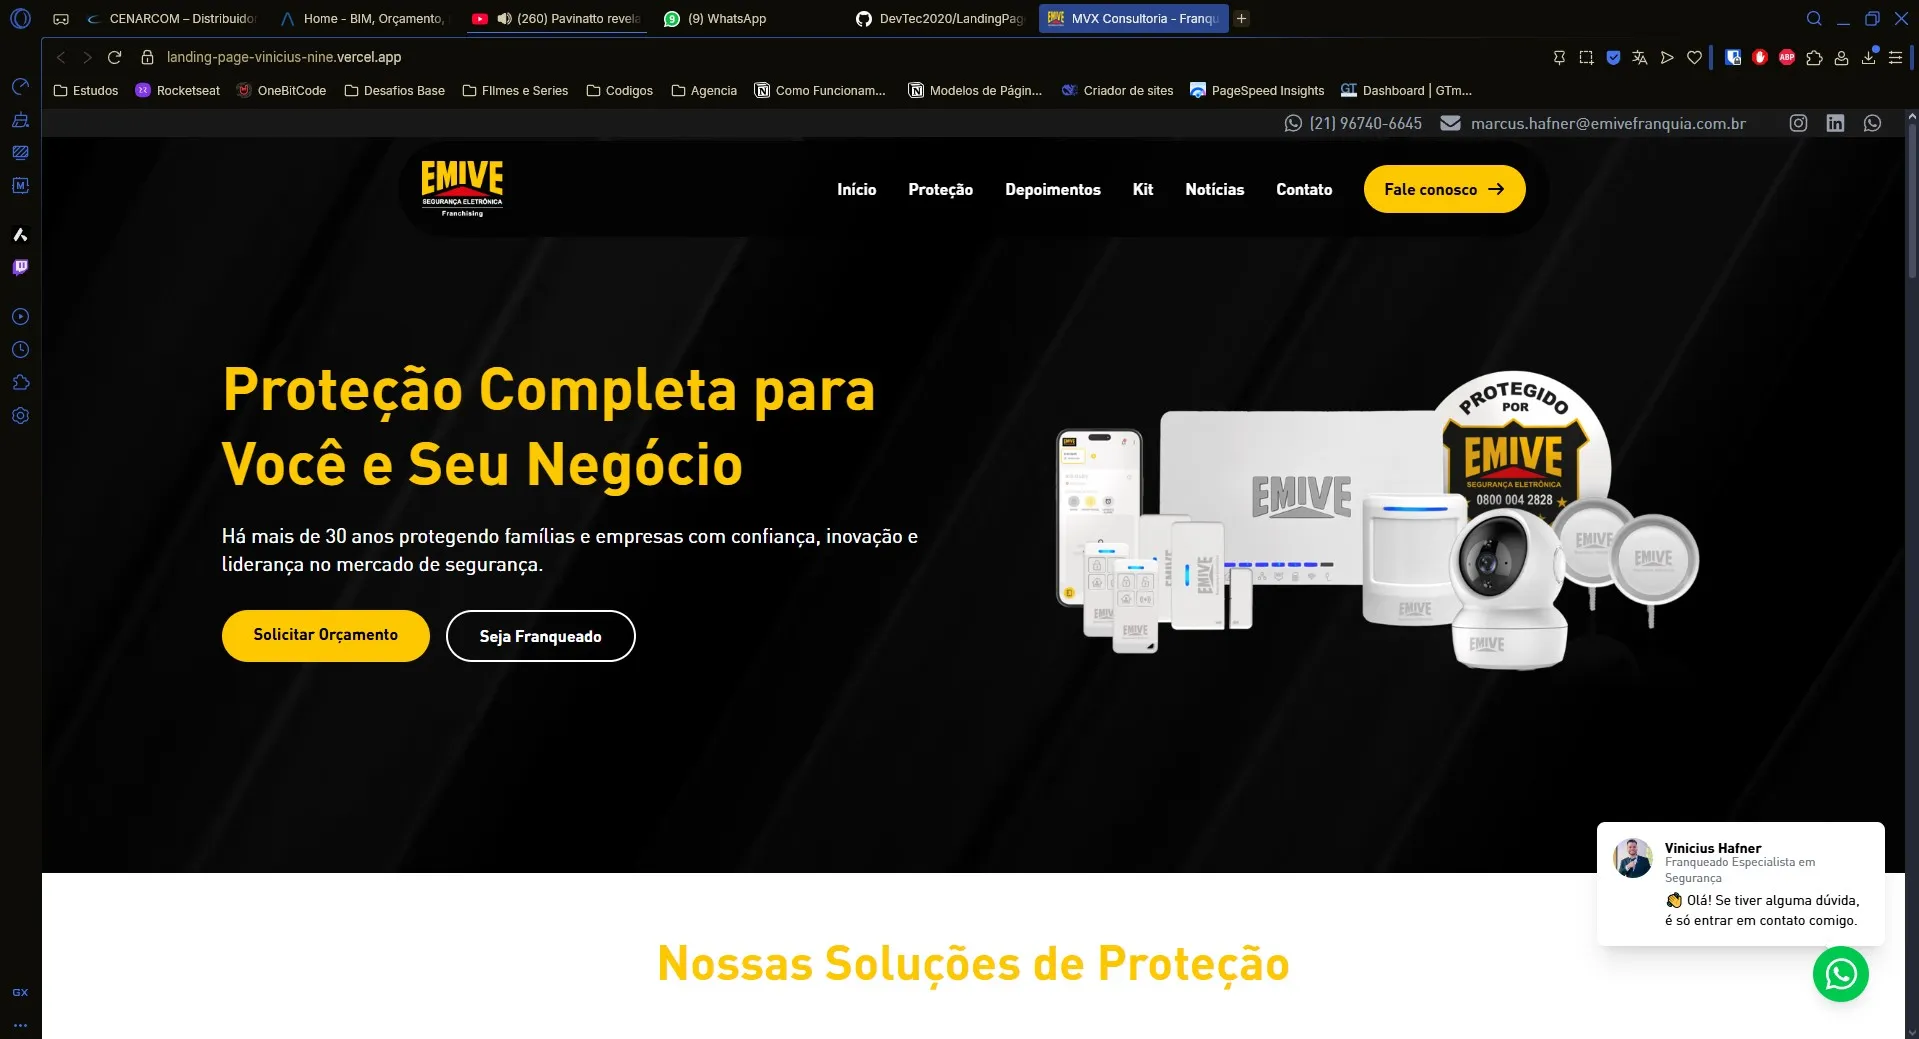 CENARCOM – Distribuidor
Home - BIM, Orçamento,
(260) Pavinatto revela
(9) WhatsApp
DevTec2020/LandingPage
MVX Consultoria - Franqu
landing-page-vinicius-nine.vercel.app
Estudos
Rocketseat
OneBitCode
Desafios Base
FIlmes e Series
Codigos
Agencia
Como Funcionam...
Modelos de Págin...
Criador de sites
PageSpeed Insights
GT
Dashboard | GTm...
ABP
(21) 96740-6645
marcus.hafner@emivefranquia.com.br
EMIVE
SEGURANÇA ELETRÔNICA
Franchising
Início
Proteção
Depoimentos
Kit
Notícias
Contato
Fale conosco
Proteção Completa para
Você e Seu Negócio
Há mais de 30 anos protegendo famílias e empresas com confiança, inovação e
liderança no mercado de segurança.
Solicitar Orçamento
Seja Franqueado
PROTEGIDO
POR
EMIVE
SEGURANÇA ELETRÔNICA
0800 004 2828
EMIVE
EMIVE
EMIVE
EMIVE
EMIVE
EMIVE
EMIVE
Vinicius Hafner
Franqueado Especialista em
Segurança
👋 Olá! Se tiver alguma dúvida,
é só entrar em contato comigo.
Nossas Soluções de Proteção
GX